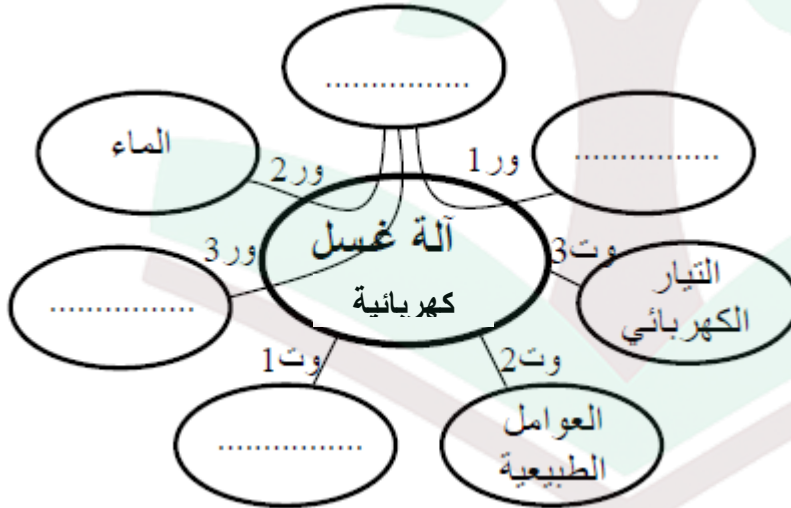 ................
الماء
................
ور2
ور1
آلة غسل
كهربائية
ور3
وت3
التيار
الكهربائي
................
وت1
وت2
................
العوامل
الطبيعية